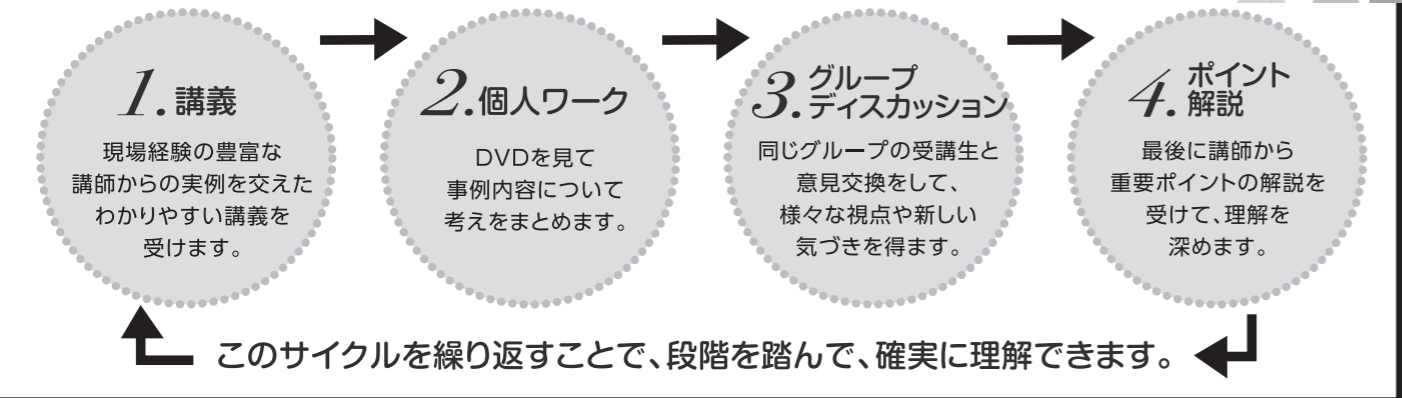 1.講義
現場経験の豊富な
講師からの実例を交えた
わかりやすい講義を
受けます。
2.個人ワーク
DVDを見て
事例内容について
考えをまとめます。
3.グループ
ディスカッション
同じグループの受講生と
意見交換をして、
様々な視点や新しい
気づきを得ます。
4.ポイント
解説
最後に講師から
重要ポイントの解説を
受けて、理解を
深めます。
このサイクルを繰り返すことで、段階を踏んで、確実に理解できます。